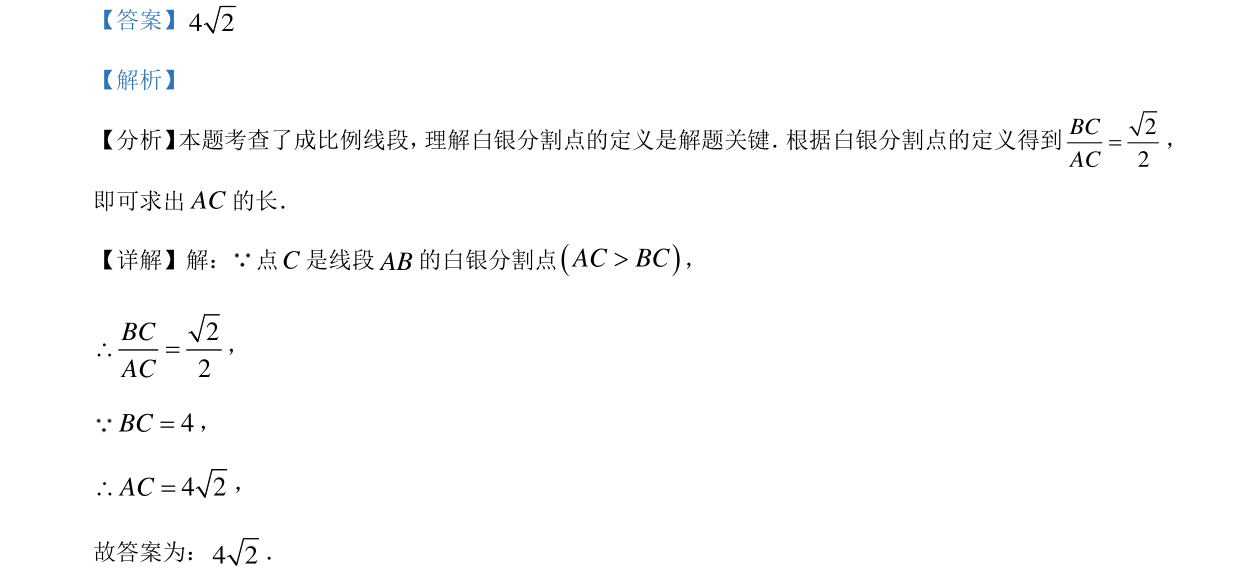 【答案】4√2
【解析】
【分析】本题考查了成比例线段，理解白银分割点的定义是解题关键．根据白银分割点的定义得到 BC/AC = √2/2，
即可求出 AC 的长．
【详解】解：∵点 C 是线段 AB 的白银分割点(AC > BC)，
∴ BC/AC = √2/2，
∵ BC = 4，
∴ AC = 4√2，
故答案为：4√2．